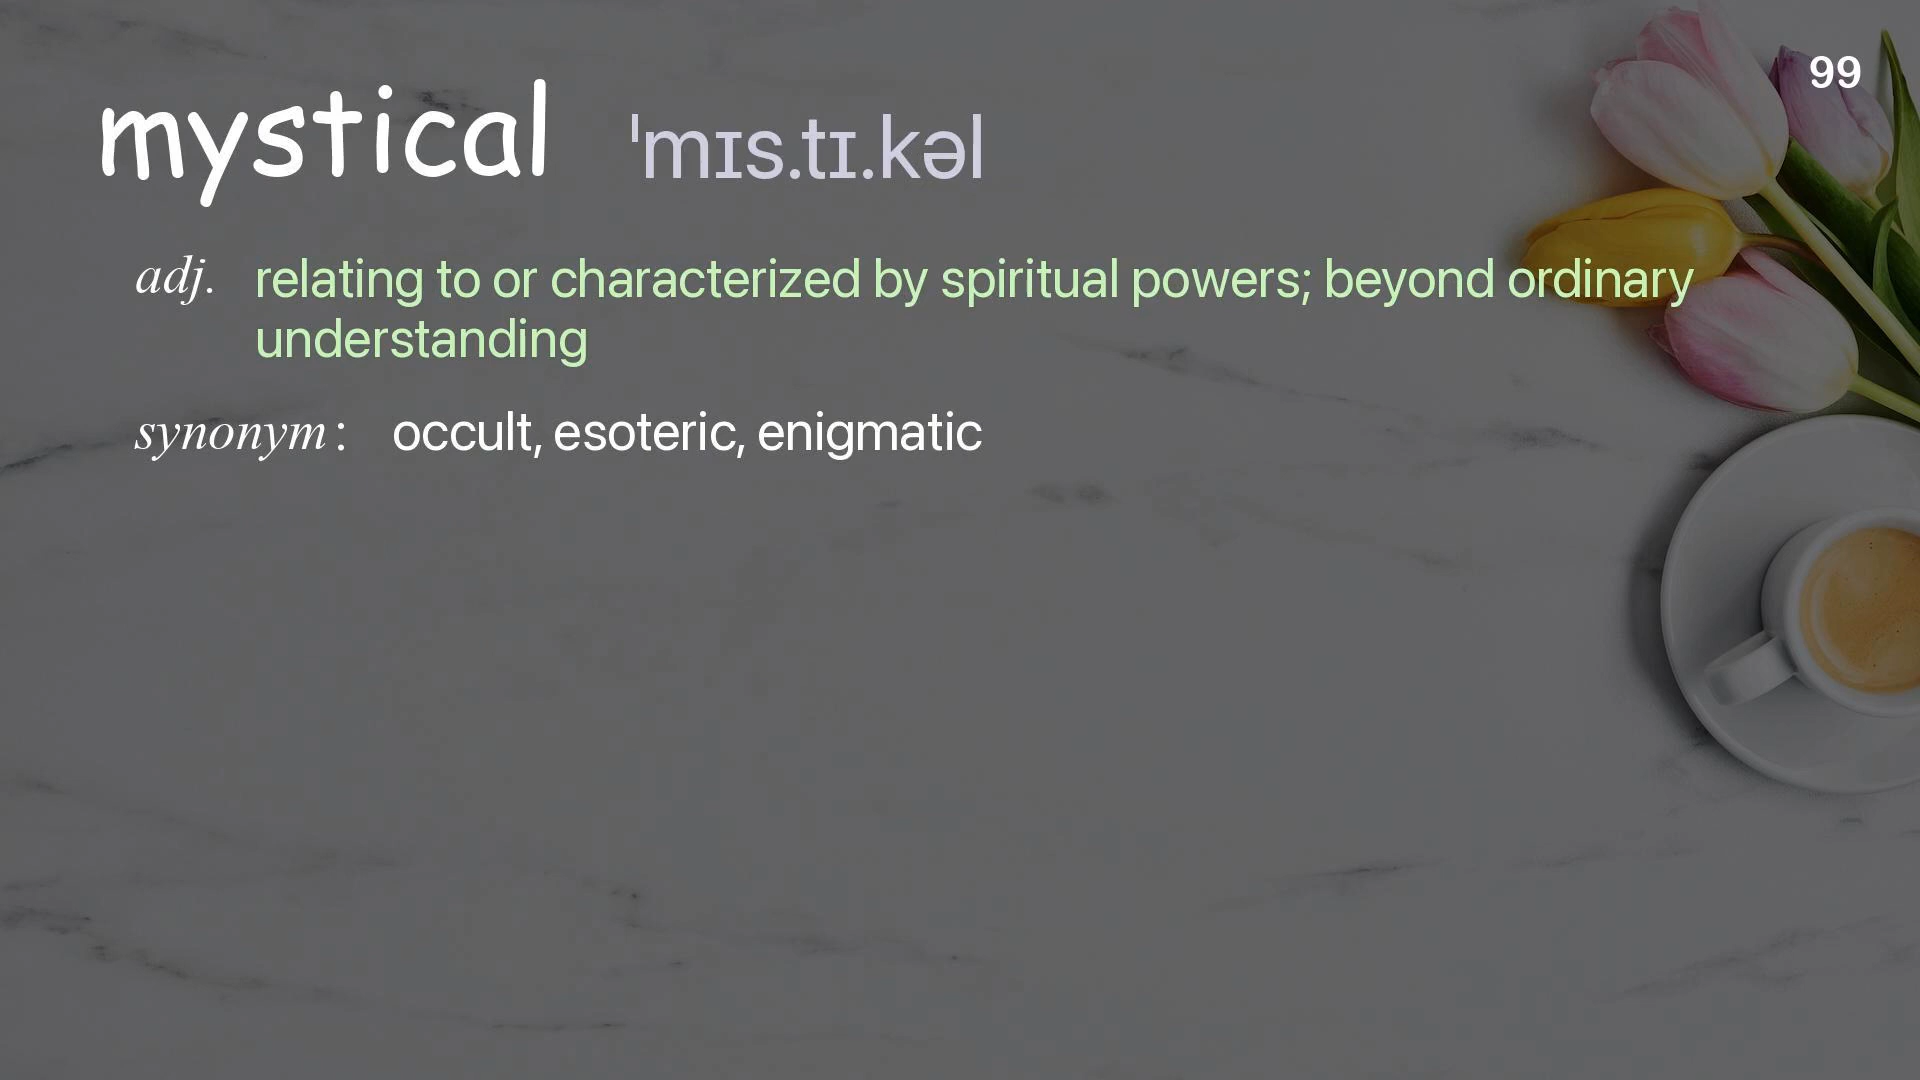 99
mystical ˈmɪs.tɪ.kəl
adj. relating to or characterized by spiritual powers; beyond ordinary
understanding
synonym: occult, esoteric, enigmatic